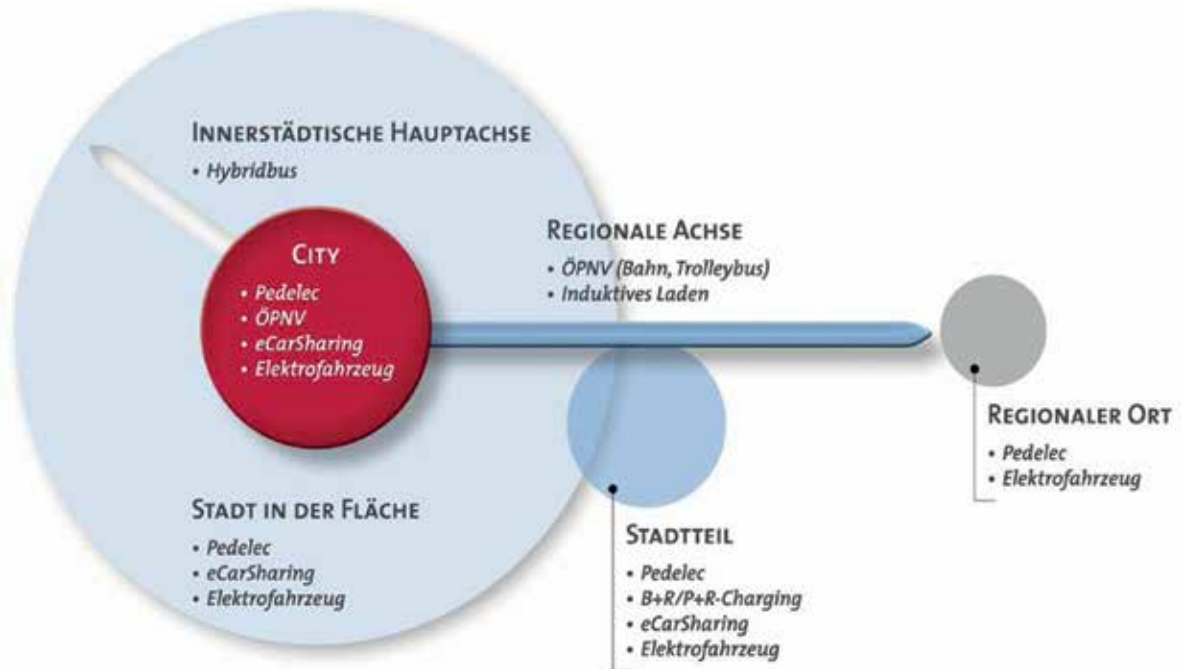 INNERSTÄDTISCHE HAUPTACHSE
• Hybridbus
CITY
• Pedelec
• ÖPNV
• eCarSharing
• Elektrofahrzeug
REGIONALE ACHSE
• ÖPNV (Bahn, Trolleybus)
• Induktives Laden
REGIONALER ORT
• Pedelec
• Elektrofahrzeug
STADT IN DER FLÄCHE
• Pedelec
• eCarSharing
• Elektrofahrzeug
STADTTEIL
• Pedelec
• B+R/P+R-Charging
• eCarSharing
• Elektrofahrzeug